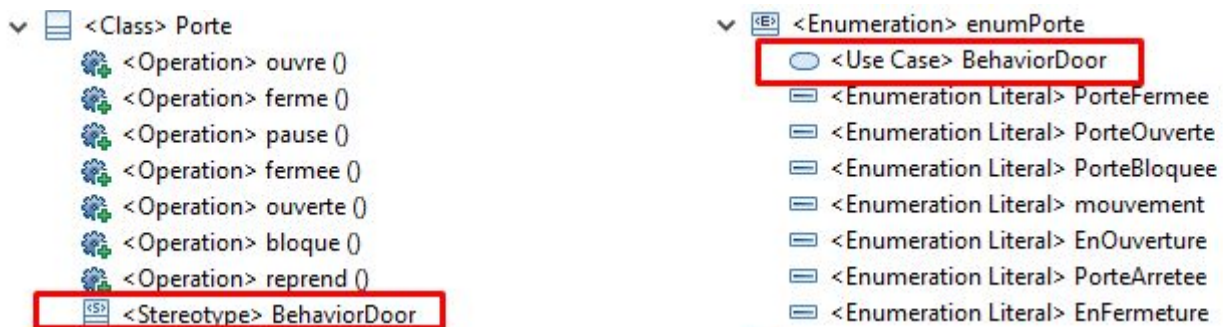 <Class> Porte
<Operation> ouvre ()
<Operation> ferme ()
<Operation> pause ()
<Operation> fermee ()
<Operation> ouverte ()
<Operation> bloque ()
<Operation> reprend ()
<Stereotype> BehaviorDoor
<Enumeration> enumPorte
<Use Case> BehaviorDoor
<Enumeration Literal> PorteFermee
<Enumeration Literal> PorteOuverte
<Enumeration Literal> PorteBloquee
<Enumeration Literal> mouvement
<Enumeration Literal> EnOuverture
<Enumeration Literal> PorteArretee
<Enumeration Literal> EnFermeture